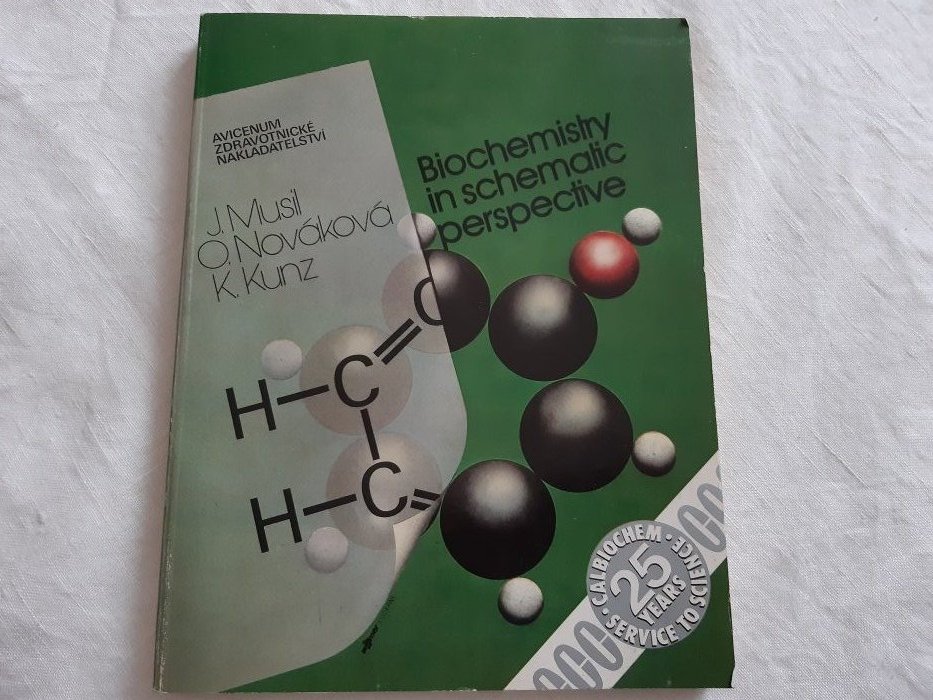 AVICENUM
ZDRAVOTNICKÉ
NAKLADATELSTVÍ
J. Musil
O. Nováková
K. Kunz
Biochemistry
in schematic
perspective
C
H–C
H–C
CALBIOCHEM
25
YEARS
SERVICE TO SCIENCE